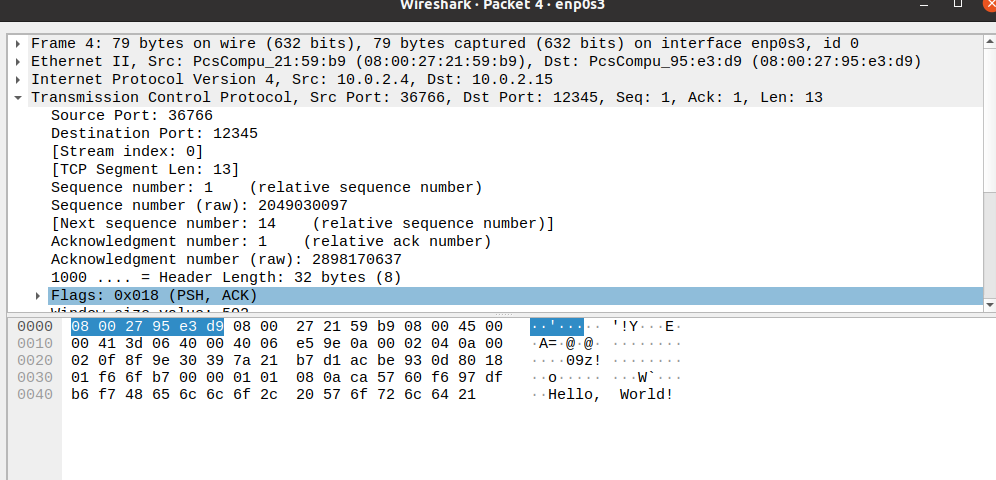 Wireshark · Packet 4 · enp0s3
Frame 4: 79 bytes on wire (632 bits), 79 bytes captured (632 bits) on interface enp0s3, id 0
Ethernet II, Src: PcsCompu_21:59:b9 (08:00:27:21:59:b9), Dst: PcsCompu_95:e3:d9 (08:00:27:95:e3:d9)
Internet Protocol Version 4, Src: 10.0.2.4, Dst: 10.0.2.15
Transmission Control Protocol, Src Port: 36766, Dst Port: 12345, Seq: 1, Ack: 1, Len: 13
Source Port: 36766
Destination Port: 12345
[Stream index: 0]
[TCP Segment Len: 13]
Sequence number: 1    (relative sequence number)
Sequence number (raw): 2049030097
[Next sequence number: 14    (relative sequence number)]
Acknowledgment number: 1    (relative ack number)
Acknowledgment number (raw): 2898170637
1000 .... = Header Length: 32 bytes (8)
Flags: 0x018 (PSH, ACK)
Window size value: 502
0000 08 00 27 95 e3 d9 08 00  27 21 59 b9 08 00 45 00 ··'····· '!Y···E·
0010 00 41 3d 06 40 00 40 06  e5 9e 0a 00 02 04 0a 00 ·A=·@·@· ········
0020 02 0f 8f 9e 30 39 7a 21  b7 d1 ac be 93 0d 80 18 ····09z! ········
0030 01 f6 6f b7 00 00 01 01  08 0a ca 57 60 f6 97 df ··o····· ···W`···
0040 b6 f7 48 65 6c 6c 6f 2c  20 57 6f 72 6c 64 21 ··Hello,  World!